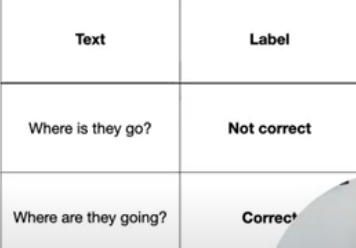 Text Label
Where is they go? Not correct
Where are they going? Correct